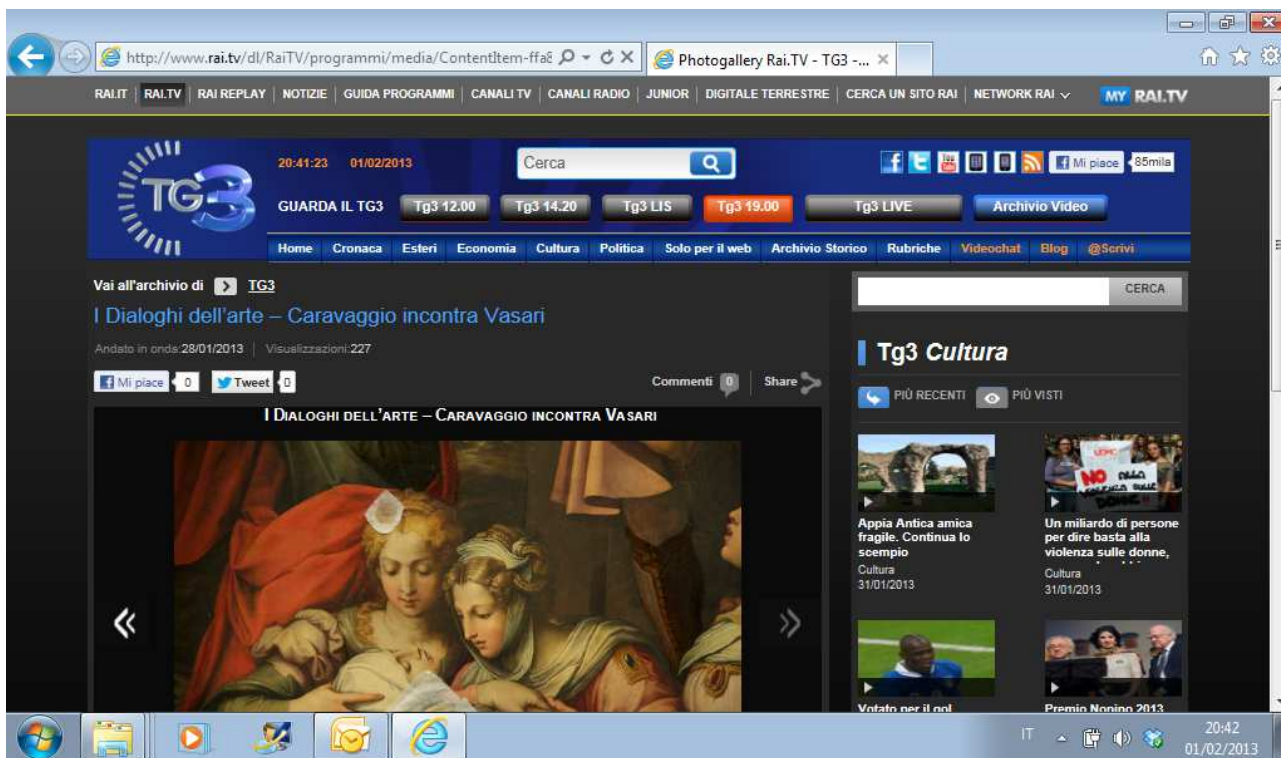 http://www.rai.tv/dl/RaiTV/programmi/media/ContentItem-ffa8
Photogallery Rai.TV - TG3 -...
RAI.IT RAI.TV RAI REPLAY NOTIZIE GUIDA PROGRAMMI CANALI TV CANALI RADIO JUNIOR DIGITALE TERRESTRE CERCA UN SITO RAI NETWORK RAI MY RAI.TV
TG3
20:41:23 01/02/2013 Cerca Mi piace 85mila
GUARDA IL TG3 Tg3 12.00 Tg3 14.20 Tg3 LIS Tg3 19.00 Tg3 LIVE Archivio Video
Home Cronaca Esteri Economia Cultura Politica Solo per il web Archivio Storico Rubriche Videochat Blog @Scrivi
Vai all'archivio di TG3
CERCA
I Dialoghi dell'arte – Caravaggio incontra Vasari
Andato in onda:28/01/2013 | Visualizzazioni:227
Tg3 Cultura
Mi piace 0 Tweet 0 Commenti 0 Share
PIÙ RECENTI PIÙ VISTI
I DIALOGHI DELL'ARTE – CARAVAGGIO INCONTRA VASARI
NO ALLA VIOLENZA SULLE DONNE
Appia Antica amica
fragile. Continua lo
scempio
Cultura
31/01/2013
Un miliardo di persone
per dire basta alla
violenza sulle donne,
Cultura
31/01/2013
Votato per il gol
Premio Nonino 2013
IT
20:42
01/02/2013